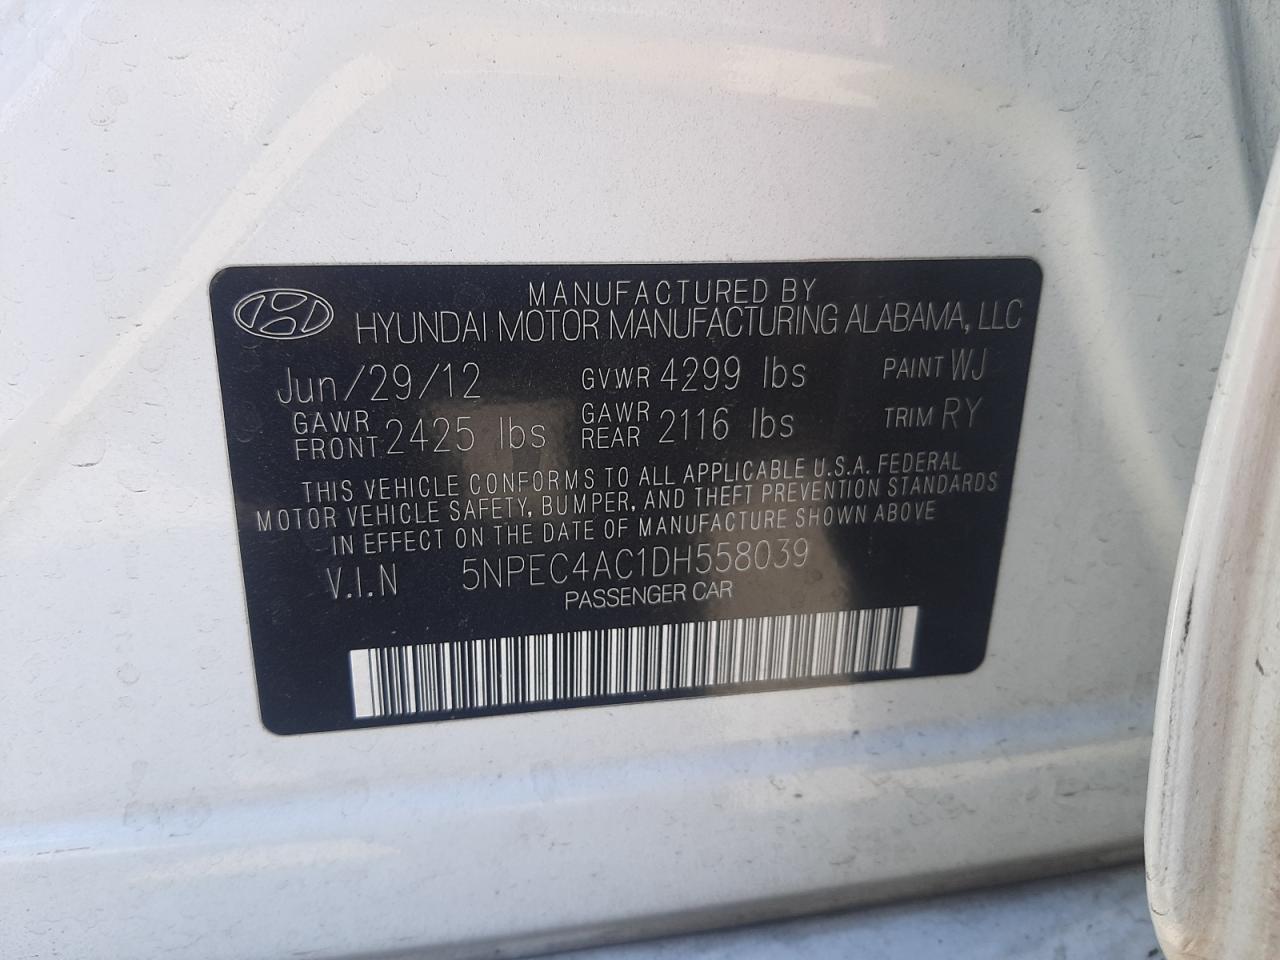 MANUFACTURED BY
HYUNDAI MOTOR MANUFACTURING ALABAMA, LLC
Jun/29/12 GVWR 4299 lbs PAINT WJ
GAWR FRONT 2425 lbs GAWR REAR 2116 lbs TRIM RY
THIS VEHICLE CONFORMS TO ALL APPLICABLE U.S.A. FEDERAL
MOTOR VEHICLE SAFETY, BUMPER, AND THEFT PREVENTION STANDARDS
IN EFFECT ON THE DATE OF MANUFACTURE SHOWN ABOVE
V.I.N 5NPEC4AC1DH558039
PASSENGER CAR